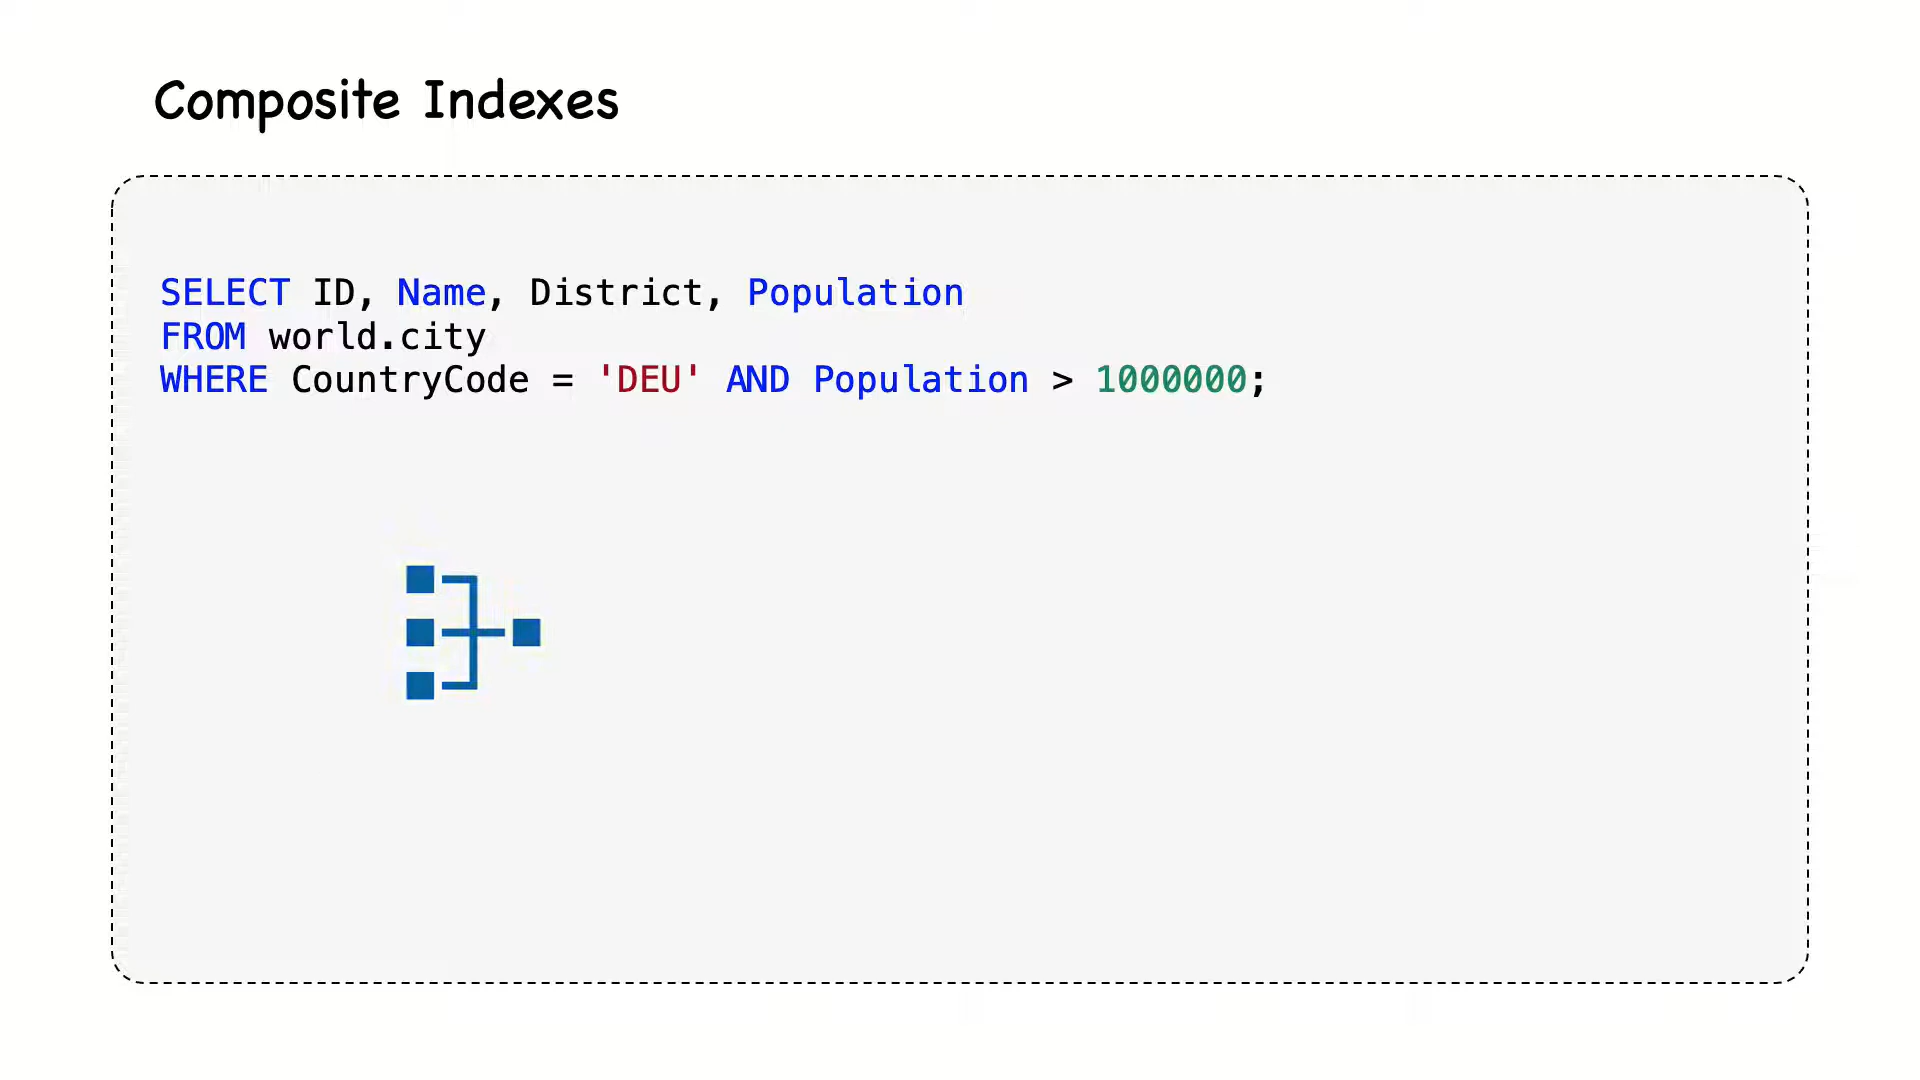 Composite Indexes
SELECT ID, Name, District, Population
FROM world.city
WHERE CountryCode = 'DEU' AND Population > 1000000;